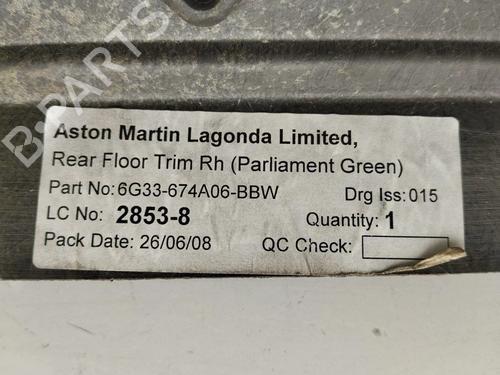 Aston Martin Lagonda Limited,
Rear Floor Trim Rh (Parliament Green)
Part No: 6G33-674A06-BBW Drg Iss: 015
LC No: 2853-8 Quantity: 1
Pack Date: 26/06/08 QC Check:
B-PARTS